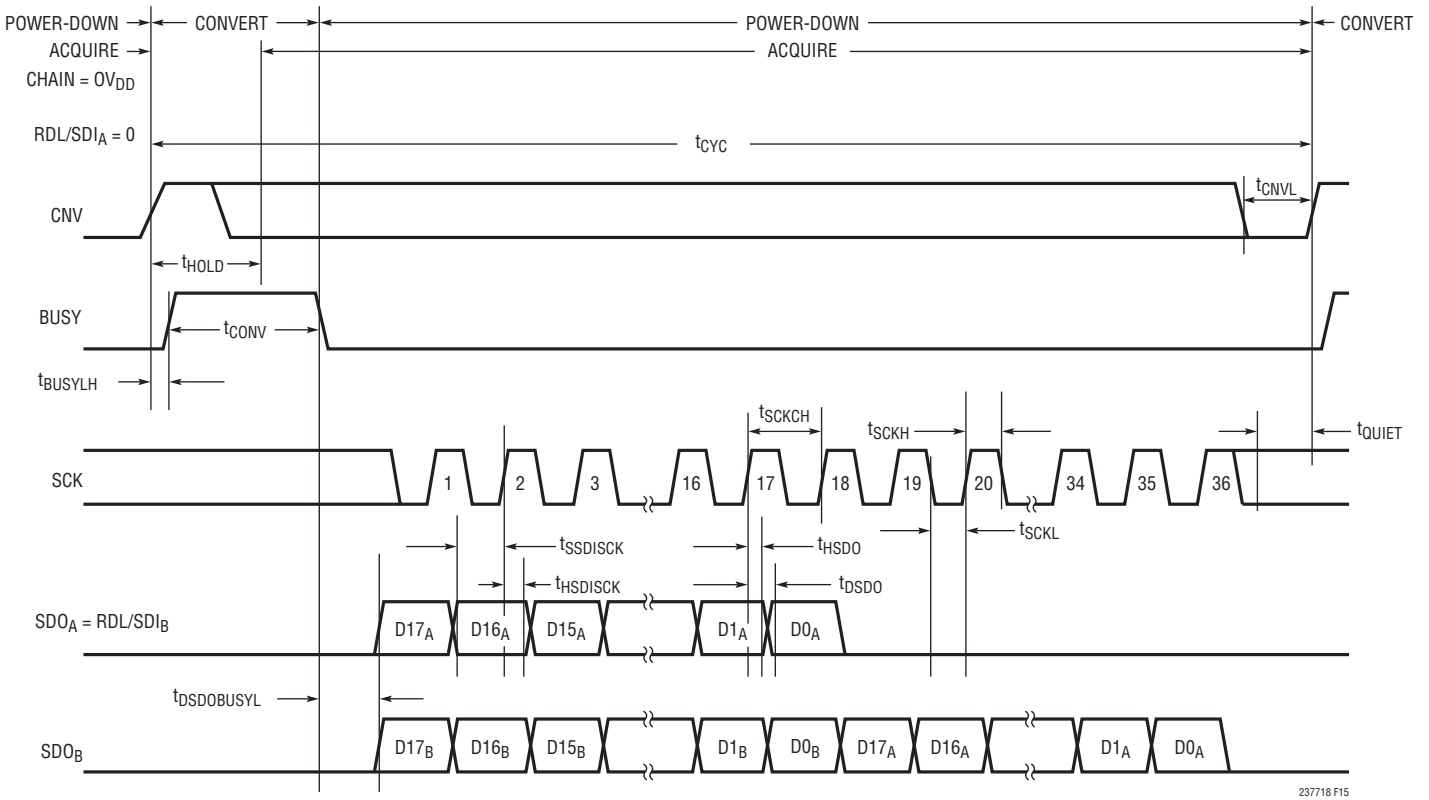 POWER-DOWN CONVERT POWER-DOWN CONVERT
ACQUIRE ACQUIRE
CHAIN = OVDD
RDL/SDIA = 0
tCYC
tCNVL
CNV
tHOLD
BUSY
tCONV
tBUSYLH
tSCKCH
tSCKH
tQUIET
SCK
1 2 3 16 17 18 19 20 34 35 36
tSSDISCK tHSDO tSCKL
tHSDISCK tDSDO
SDOA = RDL/SDIB
D17A D16A D15A D1A D0A
tDSDOBUSYL
SDOB
D17B D16B D15B D1B D0B D17A D16A D1A D0A
237718 F15